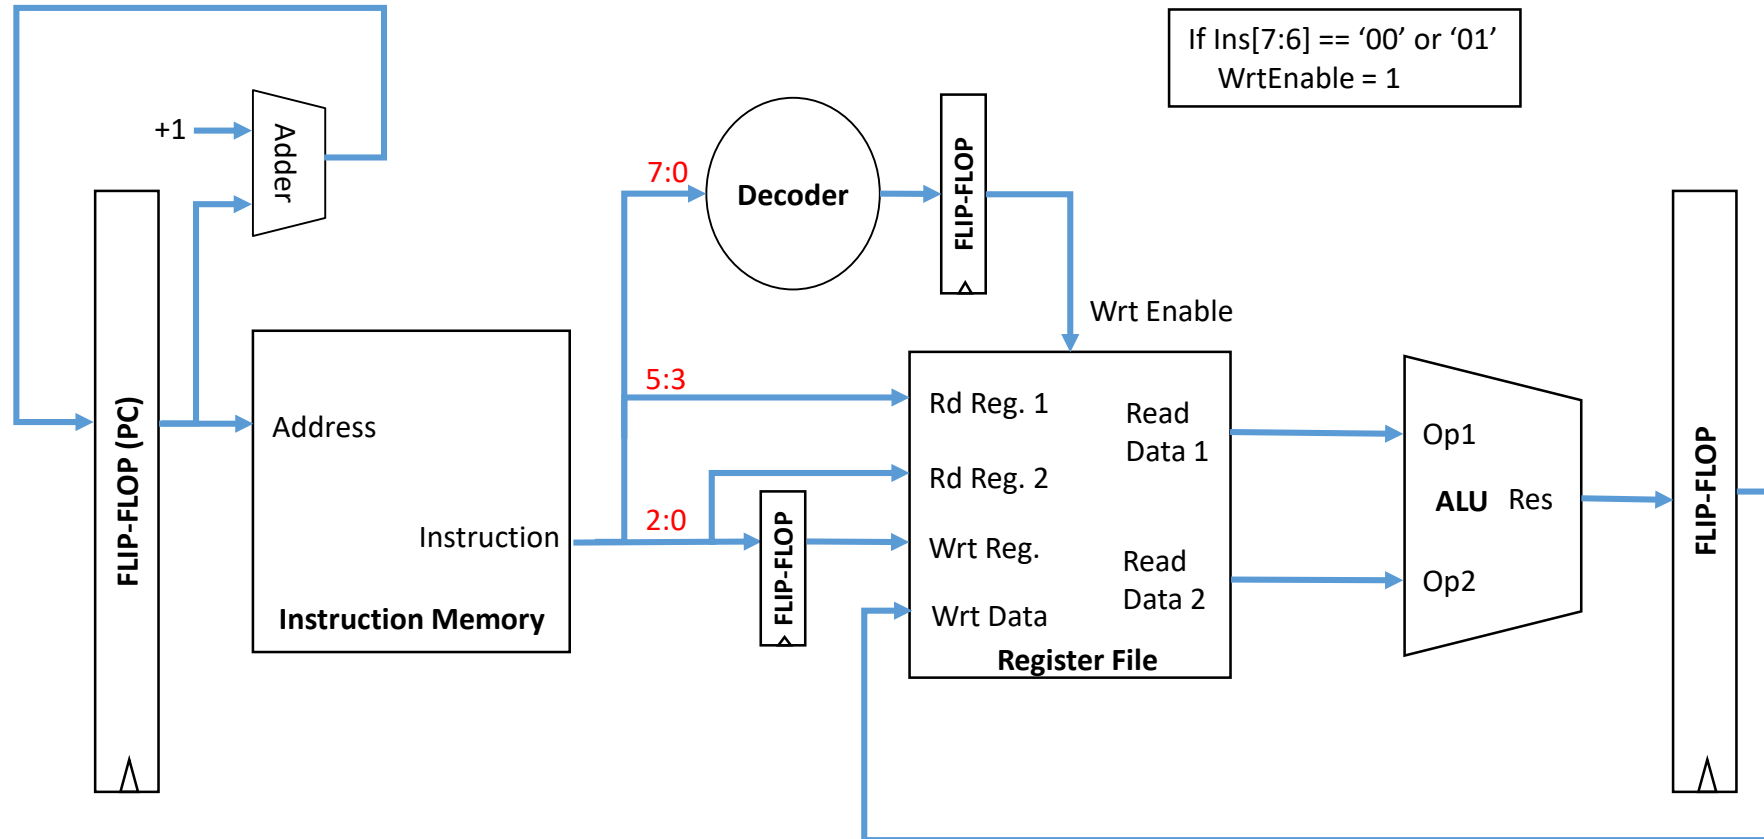 If Ins[7:6] == ‘00’ or ‘01’
WrtEnable = 1
+1
Adder
7:0
Decoder
FLIP-FLOP
Wrt Enable
FLIP-FLOP (PC)
Address
Instruction
Instruction Memory
5:3
2:0
FLIP-FLOP
Rd Reg. 1
Rd Reg. 2
Wrt Reg.
Wrt Data
Read
Data 1
Read
Data 2
Register File
Op1
ALU
Res
Op2
FLIP-FLOP